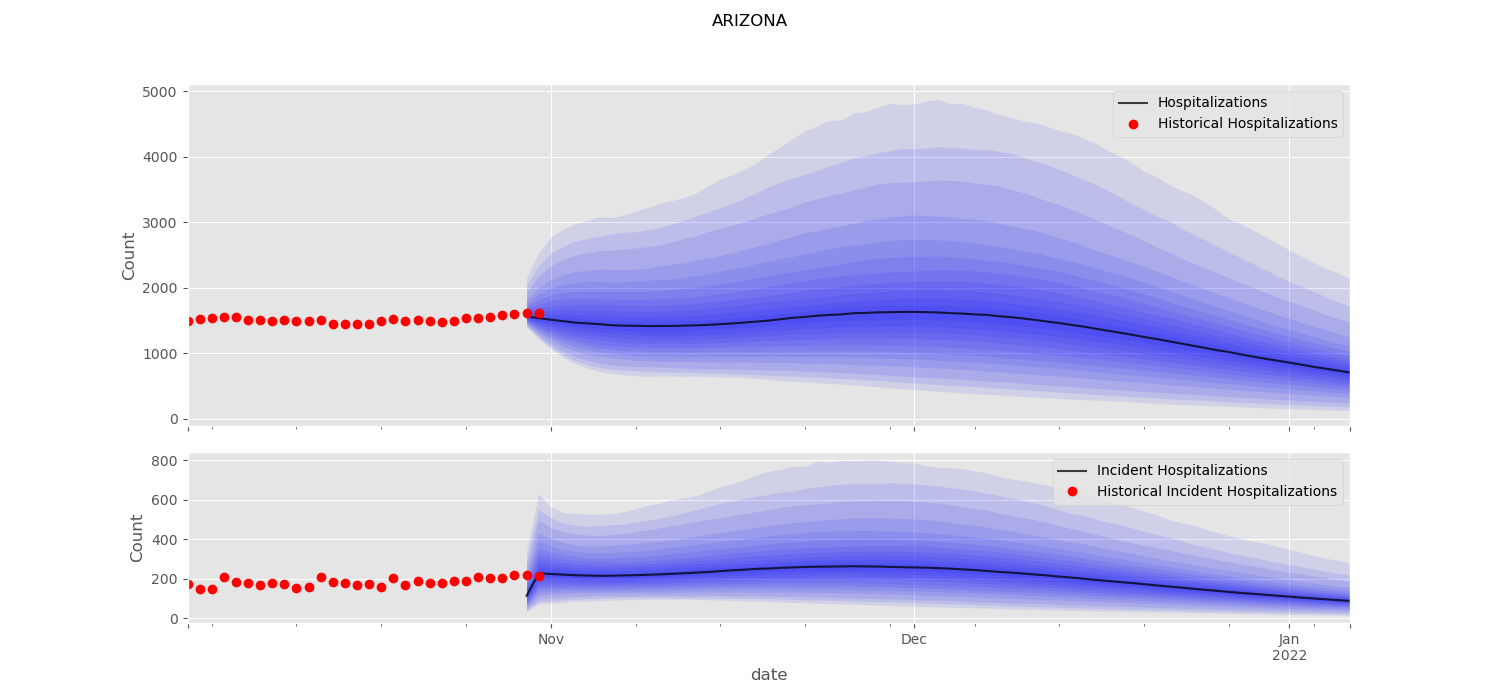 ARIZONA
5000
4000
3000
2000
1000
0
Count
Hospitalizations
Historical Hospitalizations
800
600
400
200
0
Count
Incident Hospitalizations
Historical Incident Hospitalizations
Nov
Dec
Jan
2022
date